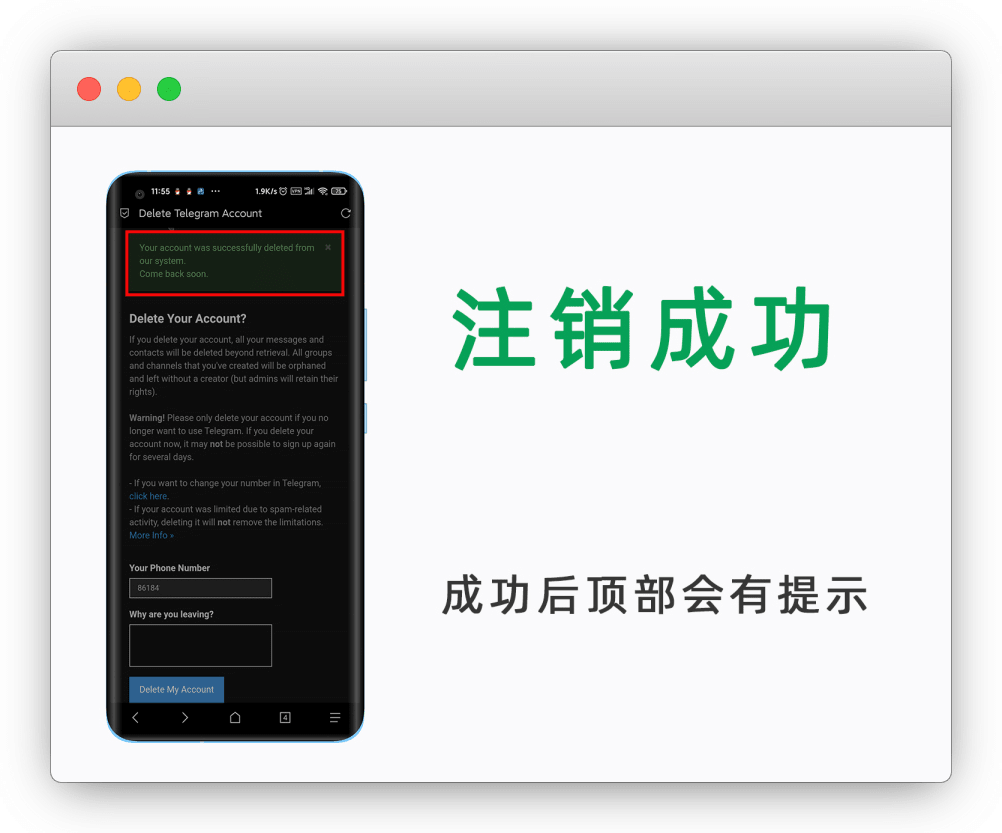 11:55
1.9K/s
VPN
75
Delete Telegram Account
Your account was successfully deleted from
our system.
Come back soon.
Delete Your Account?
If you delete your account, all your messages and
contacts will be deleted beyond retrieval. All groups
and channels that you've created will be orphaned
and left without a creator (but admins will retain their
rights).
Warning! Please only delete your account if you no
longer want to use Telegram. If you delete your
account now, it may not be possible to sign up again
for several days.
- If you want to change your number in Telegram,
click here.
- If your account was limited due to spam-related
activity, deleting it will not remove the limitations.
More Info »
Your Phone Number
86184
Why are you leaving?
Delete My Account
4
注销成功
成功后顶部会有提示